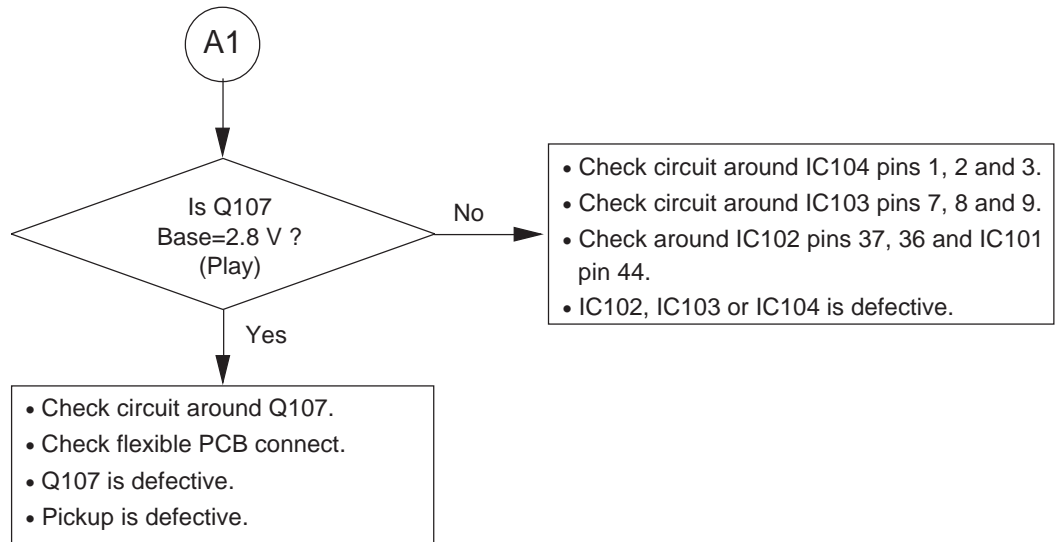 A1
Is Q107
Base=2.8 V ?
(Play)
No
• Check circuit around IC104 pins 1, 2 and 3.
• Check circuit around IC103 pins 7, 8 and 9.
• Check around IC102 pins 37, 36 and IC101
pin 44.
• IC102, IC103 or IC104 is defective.
Yes
• Check circuit around Q107.
• Check flexible PCB connect.
• Q107 is defective.
• Pickup is defective.